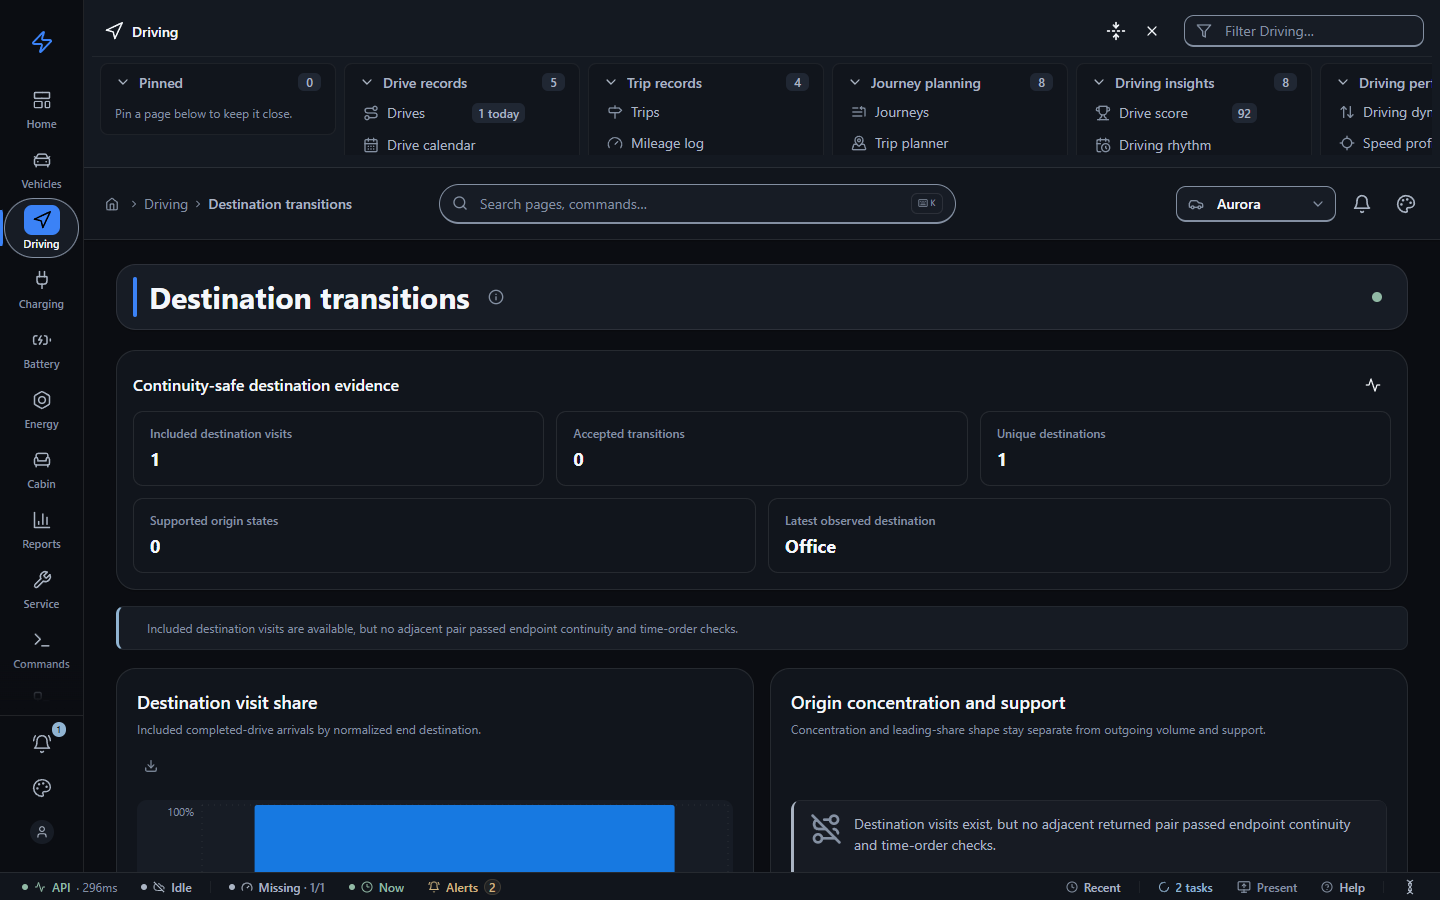 Driving
Filter Driving...
Pinned 0
Pin a page below to keep it close.
Drive records 5
Drives 1 today
Drive calendar
Trip records 4
Trips
Mileage log
Journey planning 8
Journeys
Trip planner
Driving insights 8
Drive score 92
Driving rhythm
Driving per
Driving dyn
Speed prof
Home
Vehicles
Driving
Charging
Battery
Energy
Cabin
Reports
Service
Commands
1
Driving
Destination transitions
Search pages, commands...
K
Aurora
Destination transitions
Continuity-safe destination evidence
Included destination visits
1
Accepted transitions
0
Unique destinations
1
Supported origin states
0
Latest observed destination
Office
Included destination visits are available, but no adjacent pair passed endpoint continuity and time-order checks.
Destination visit share
Included completed-drive arrivals by normalized end destination.
100%
Origin concentration and support
Concentration and leading-share shape stay separate from outgoing volume and support.
Destination visits exist, but no adjacent returned pair passed endpoint continuity
and time-order checks.
API · 296ms
Idle
Missing · 1/1
Now
Alerts 2
Recent
2 tasks
Present
Help